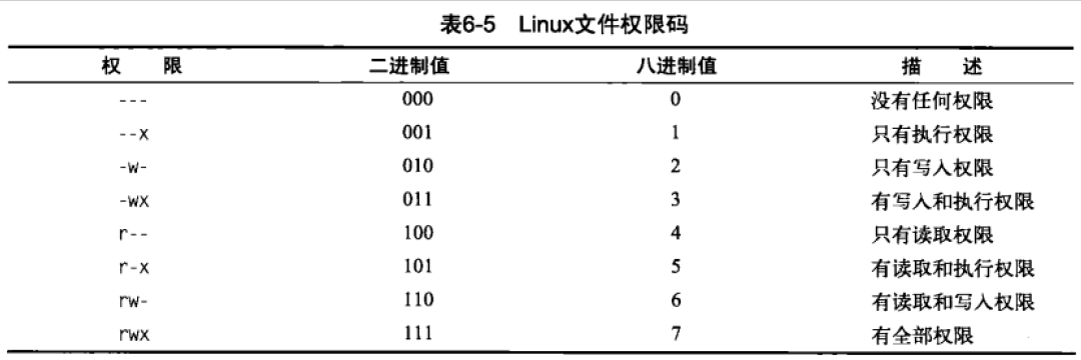 表6-5 Linux文件权限码
权 限 二进制值 八进制值 描 述
--- 000 0 没有任何权限
--x 001 1 只有执行权限
-w- 010 2 只有写入权限
-wx 011 3 有写入和执行权限
r-- 100 4 只有读取权限
r-x 101 5 有读取和执行权限
rw- 110 6 有读取和写入权限
rwx 111 7 有全部权限